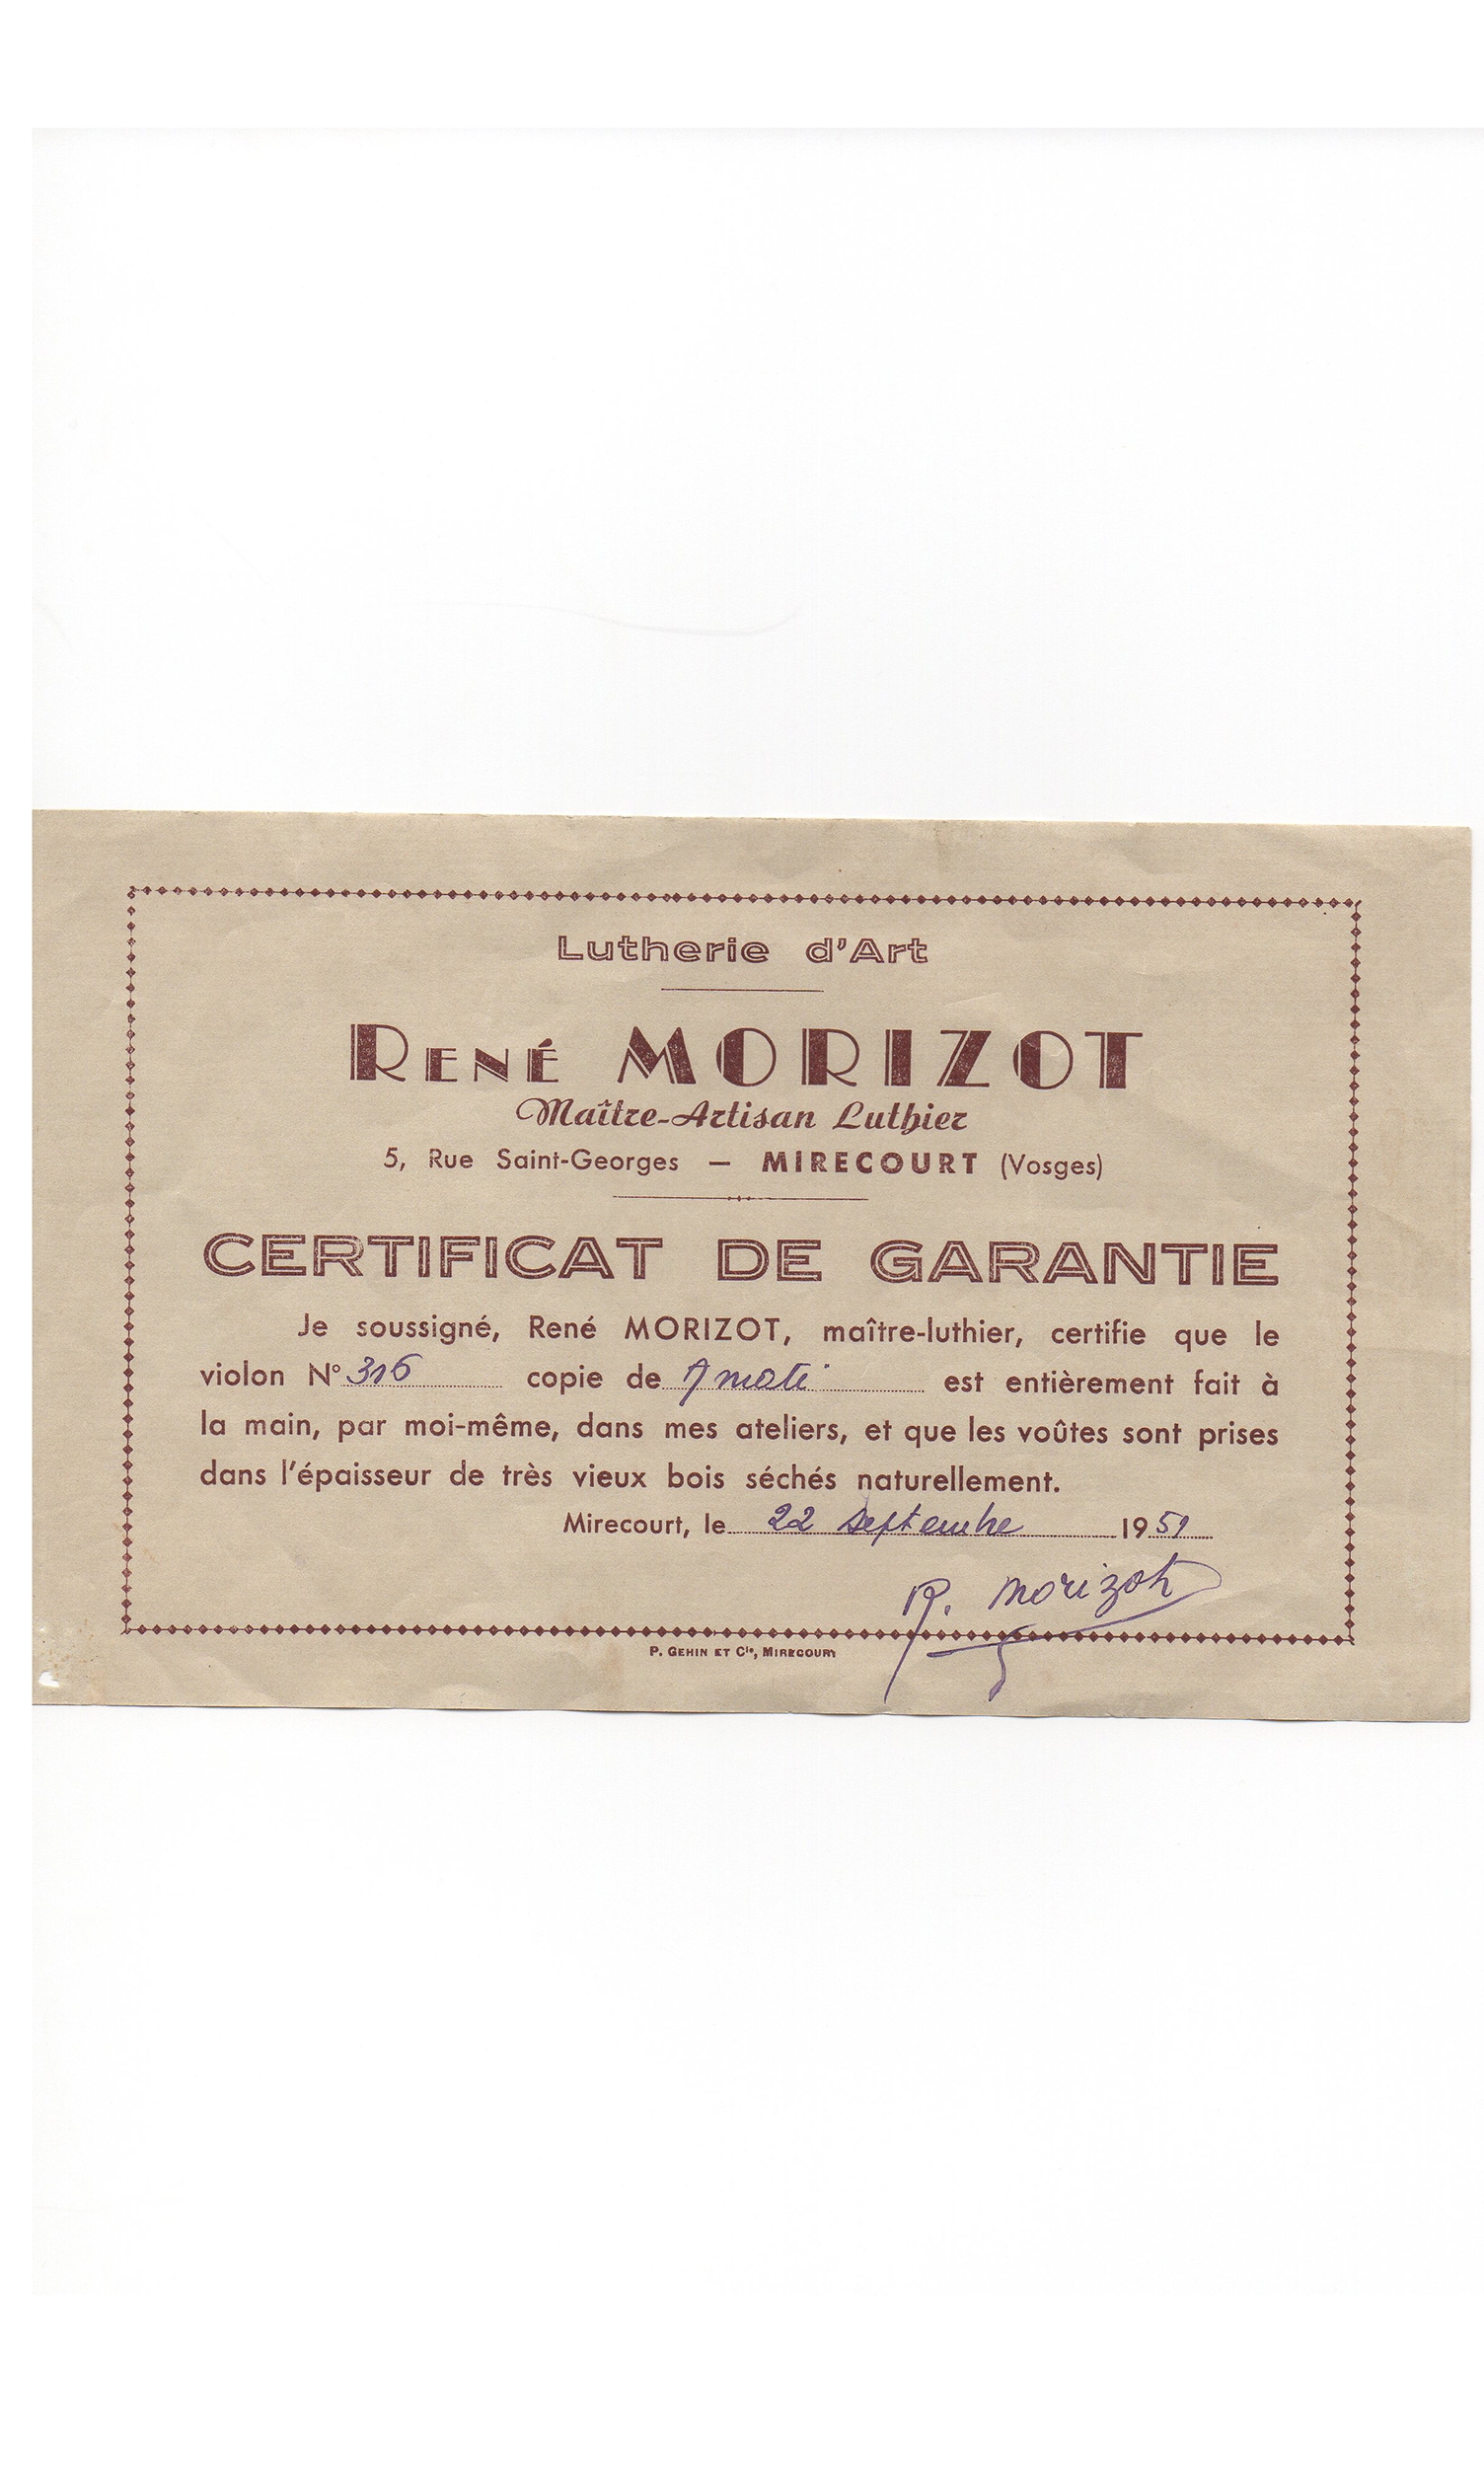 Lutherie d'Art
René MORIZOT
Maître-Artisan Luthier
5, Rue Saint-Georges — MIRECOURT (Vosges)
CERTIFICAT DE GARANTIE
Je soussigné, René MORIZOT, maître-luthier, certifie que le
violon N° 316 copie de Amati est entièrement fait à
la main, par moi-même, dans mes ateliers, et que les voûtes sont prises
dans l'épaisseur de très vieux bois séchés naturellement.
Mirecourt, le 22 septembre 1951
R. Morizot
P. GEHIN ET Cie, MIRECOURT